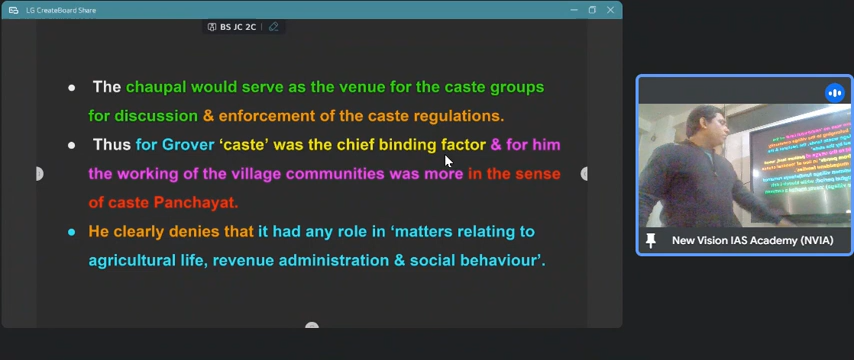 LG CreateBoard Share
BS JC 2C
• The chaupal would serve as the venue for the caste groups
for discussion & enforcement of the caste regulations.
• Thus for Grover ‘caste’ was the chief binding factor & for him
the working of the village communities was more in the sense
of caste Panchayat.
• He clearly denies that it had any role in ‘matters relating to
agricultural life, revenue administration & social behaviour’.
New Vision IAS Academy (NVIA)